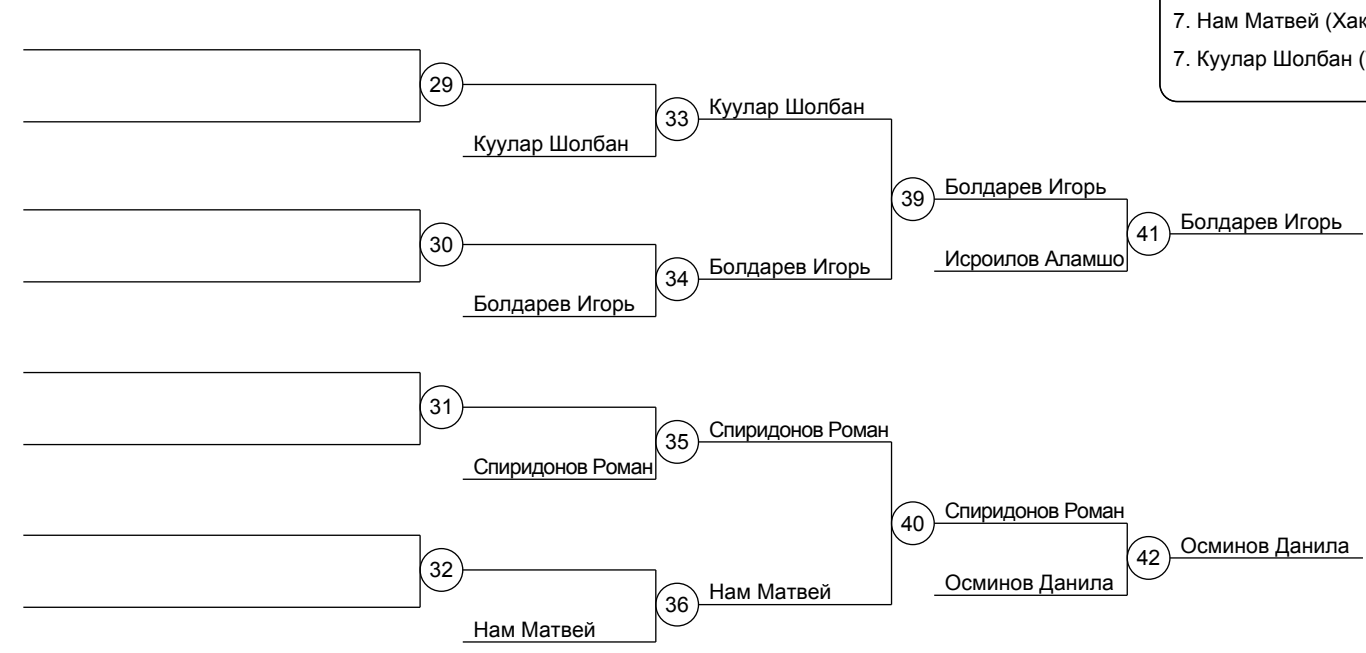 7. Нам Матвей (Хак
7. Куулар Шолбан (
29
33 Куулар Шолбан
Куулар Шолбан
39 Болдарев Игорь
30
41 Болдарев Игорь
Исроилов Аламшо
34 Болдарев Игорь
Болдарев Игорь
31
35 Спиридонов Роман
Спиридонов Роман
40 Спиридонов Роман
32
42 Осминов Данила
Осминов Данила
36 Нам Матвей
Нам Матвей